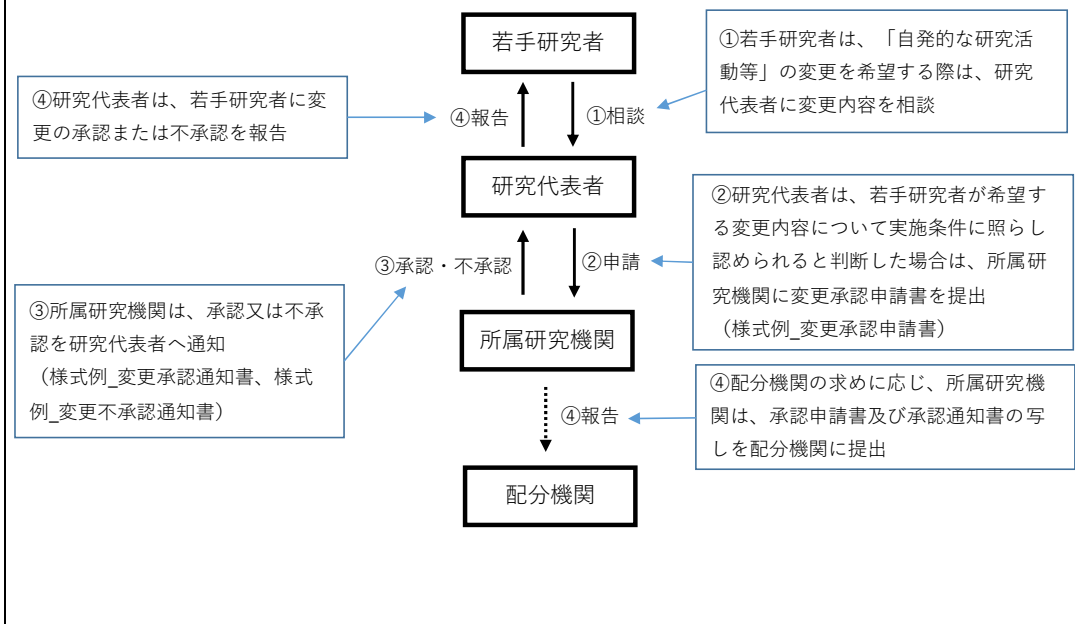 若手研究者
①若手研究者は、「自発的な研究活
動等」の変更を希望する際は、研究
代表者に変更内容を相談
④研究代表者は、若手研究者に変
更の承認または不承認を報告
④報告
①相談
研究代表者
②研究代表者は、若手研究者が希望す
る変更内容について実施条件に照らし
認められると判断した場合は、所属研
究機関に変更承認申請書を提出
（様式例_変更承認申請書）
③承認・不承認
②申請
③所属研究機関は、承認又は不承
認を研究代表者へ通知
（様式例_変更承認通知書、様式
例_変更不承認通知書）
所属研究機関
④配分機関の求めに応じ、所属研究機
関は、承認申請書及び承認通知書の写
しを配分機関に提出
④報告
配分機関